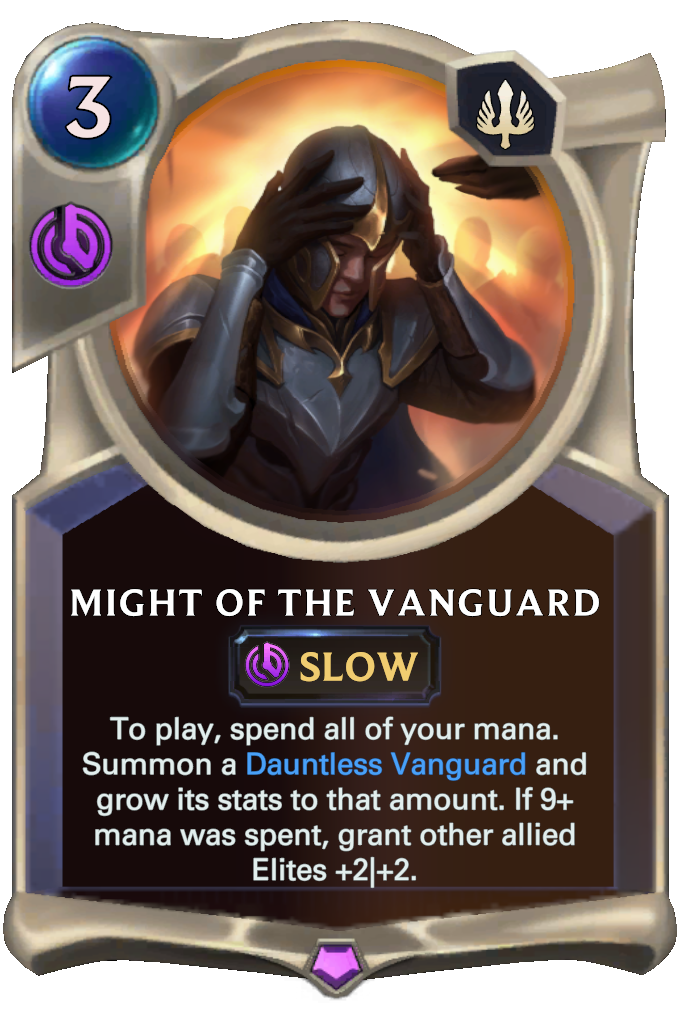 3
MIGHT OF THE VANGUARD
SLOW
To play, spend all of your mana.
Summon a Dauntless Vanguard and
grow its stats to that amount. If 9+
mana was spent, grant other allied
Elites +2|+2.